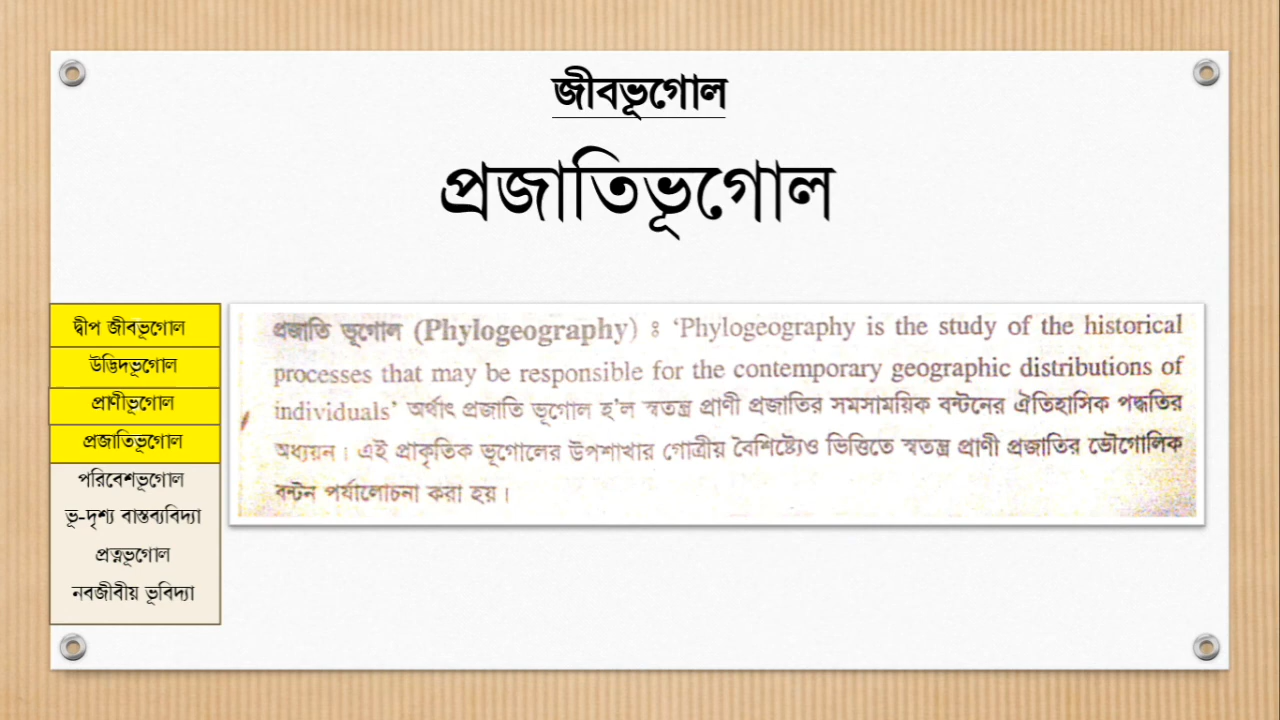 জীবভূগোল
প্রজাতিভূগোল
দ্বীপ জীবভূগোল
উদ্ভিদভূগোল
প্রাণীভূগোল
প্রজাতিভূগোল
পরিবেশভূগোল
ভূ-দৃশ্য বাস্তব্যবিদ্যা
প্রত্নভূগোল
নবজীবীয় ভূবিদ্যা
প্রজাতি ভূগোল (Phylogeography) ঃ ‘Phylogeography is the study of the historical
processes that may be responsible for the contemporary geographic distributions of
individuals’ অর্থাৎ প্রজাতি ভূগোল হ'ল স্বতন্ত্র প্রাণী প্রজাতির সমসাময়িক বন্টনের ঐতিহাসিক পদ্ধতির
অধ্যয়ন। এই প্রাকৃতিক ভূগোলের উপশাখার গোত্রীয় বৈশিষ্ট্যেও ভিত্তিতে স্বতন্ত্র প্রাণী প্রজাতির ভৌগোলিক
বন্টন পর্যালোচনা করা হয়।